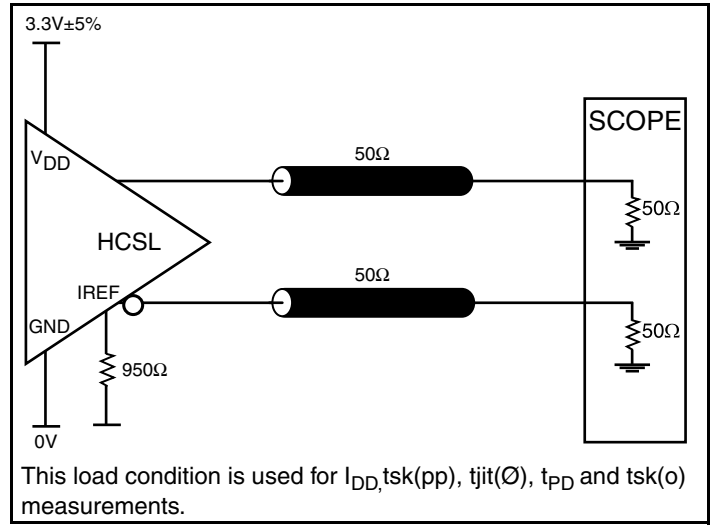 3.3V±5%
VDD
HCSL
IREF
GND
950Ω
0V
50Ω
50Ω
SCOPE
50Ω
50Ω
This load condition is used for IDD,tsk(pp), tjit(Ø), tPD and tsk(o)
measurements.